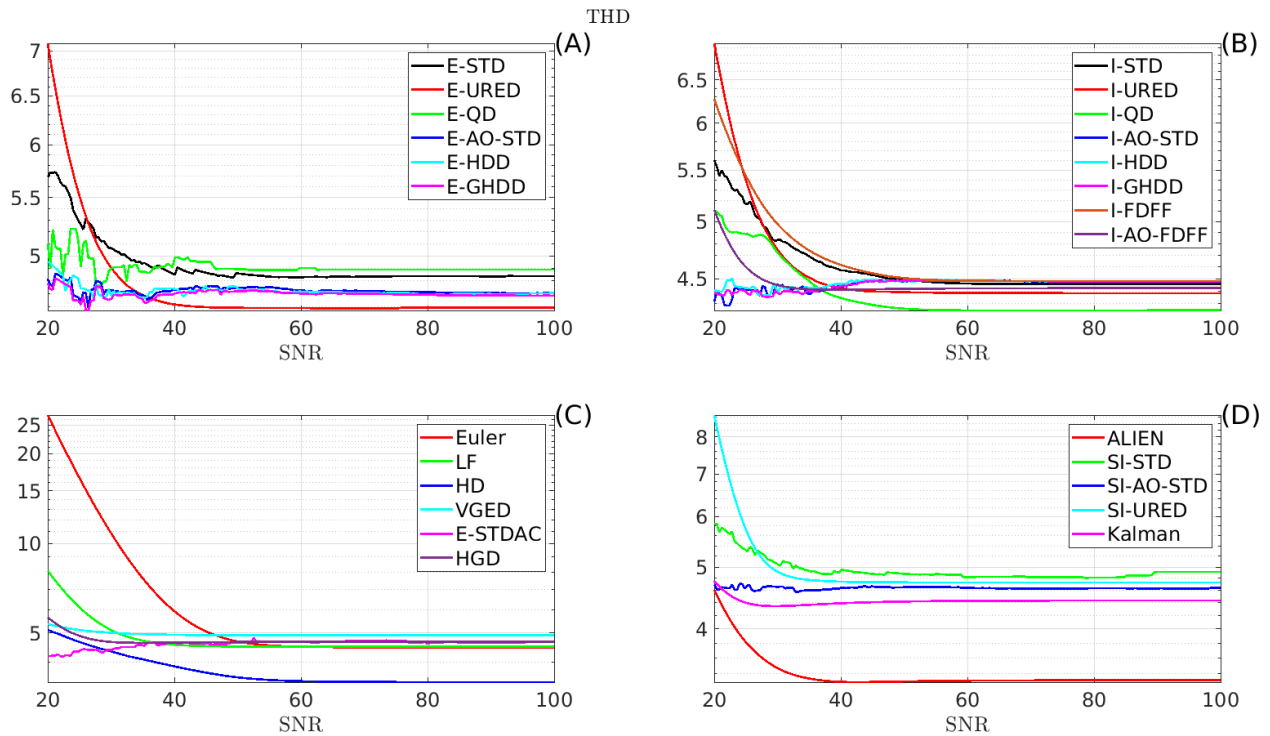 THD
(A)
7
6.5
6
5.5
5
20 40 60 80 100
SNR
E-STD
E-URED
E-QD
E-AO-STD
E-HDD
E-GHDD
(B)
6.5
6
5.5
5
4.5
20 40 60 80 100
SNR
I-STD
I-URED
I-QD
I-AO-STD
I-HDD
I-GHDD
I-FDFF
I-AO-FDFF
(C)
25
20
15
10
5
20 40 60 80 100
SNR
Euler
LF
HD
VGED
E-STDAC
HGD
(D)
8
7
6
5
4
20 40 60 80 100
SNR
ALIEN
SI-STD
SI-AO-STD
SI-URED
Kalman